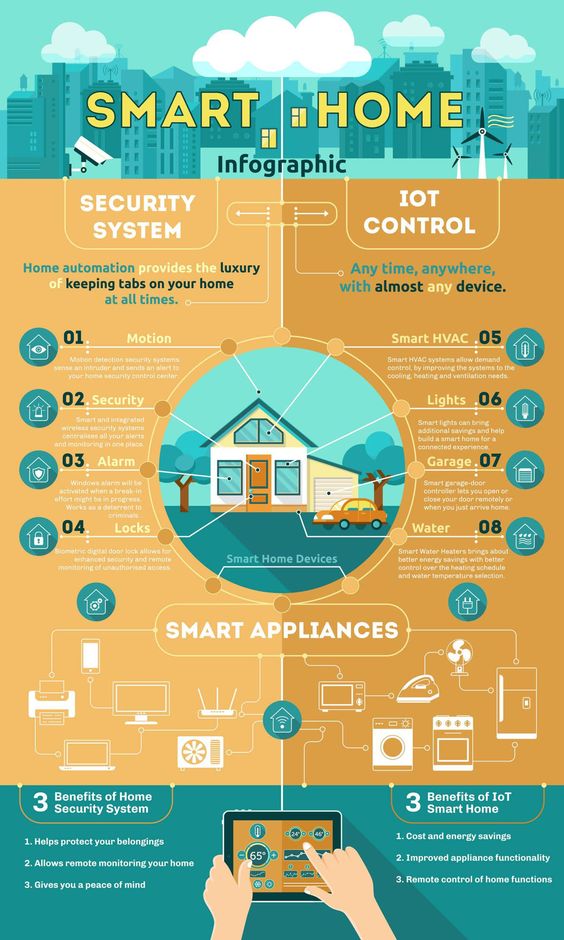 SMART HOME
Infographic
SECURITY
SYSTEM
IOT
CONTROL
Home automation provides the luxury
of keeping tabs on your home
at all times.
Any time, anywhere,
with almost any device.
01 Motion
Motion detection security systems
sense an intruder and sends an alert to
your home security control center.
02 Security
Smart and integrated
wireless security systems
centralises all your alerts
and monitoring in one place.
03 Alarm
Windows alarm will be
activated when a break-in
effort might be in progress.
Works as a deterrent to
criminals.
04 Locks
Biometric digital door lock allows for
enhanced security and remote
monitoring of unauthorised access.
Smart HVAC 05
Smart HVAC systems allow demand
control, by improving the systems to the
cooling, heating and ventilation needs.
Lights 06
Smart lights can bring
additional savings and help
build a smart home for a
connected experience.
Garage 07
Smart garage-door
controller lets you open or
close your door remotely or
when you just arrive home.
Water 08
Smart Water Heaters brings about
better energy savings with better
control over the heating schedule
and water temperature selection.
Smart Home Devices
SMART APPLIANCES
3 Benefits of Home
Security System
1. Helps protect your belongings
2. Allows remote monitoring your home
3. Gives you a peace of mind
3 Benefits of IoT
Smart Home
1. Cost and energy savings
2. Improved appliance functionality
3. Remote control of home functions
65°
24°
46°